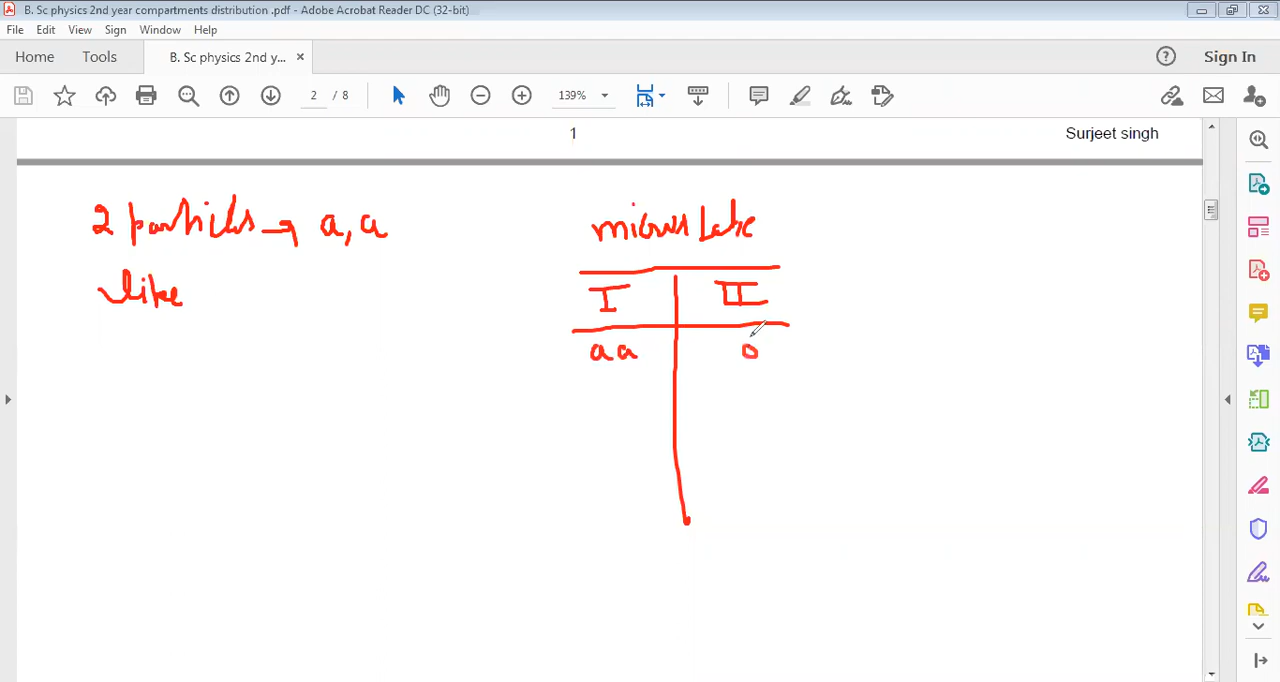 B. Sc physics 2nd year compartments distribution .pdf - Adobe Acrobat Reader DC (32-bit)
File Edit View Sign Window Help
Home Tools B. Sc physics 2nd y... × Sign In
2 / 8 139%
1 Surjeet singh
2 particles → a, a microstate
like
I II
aa 0